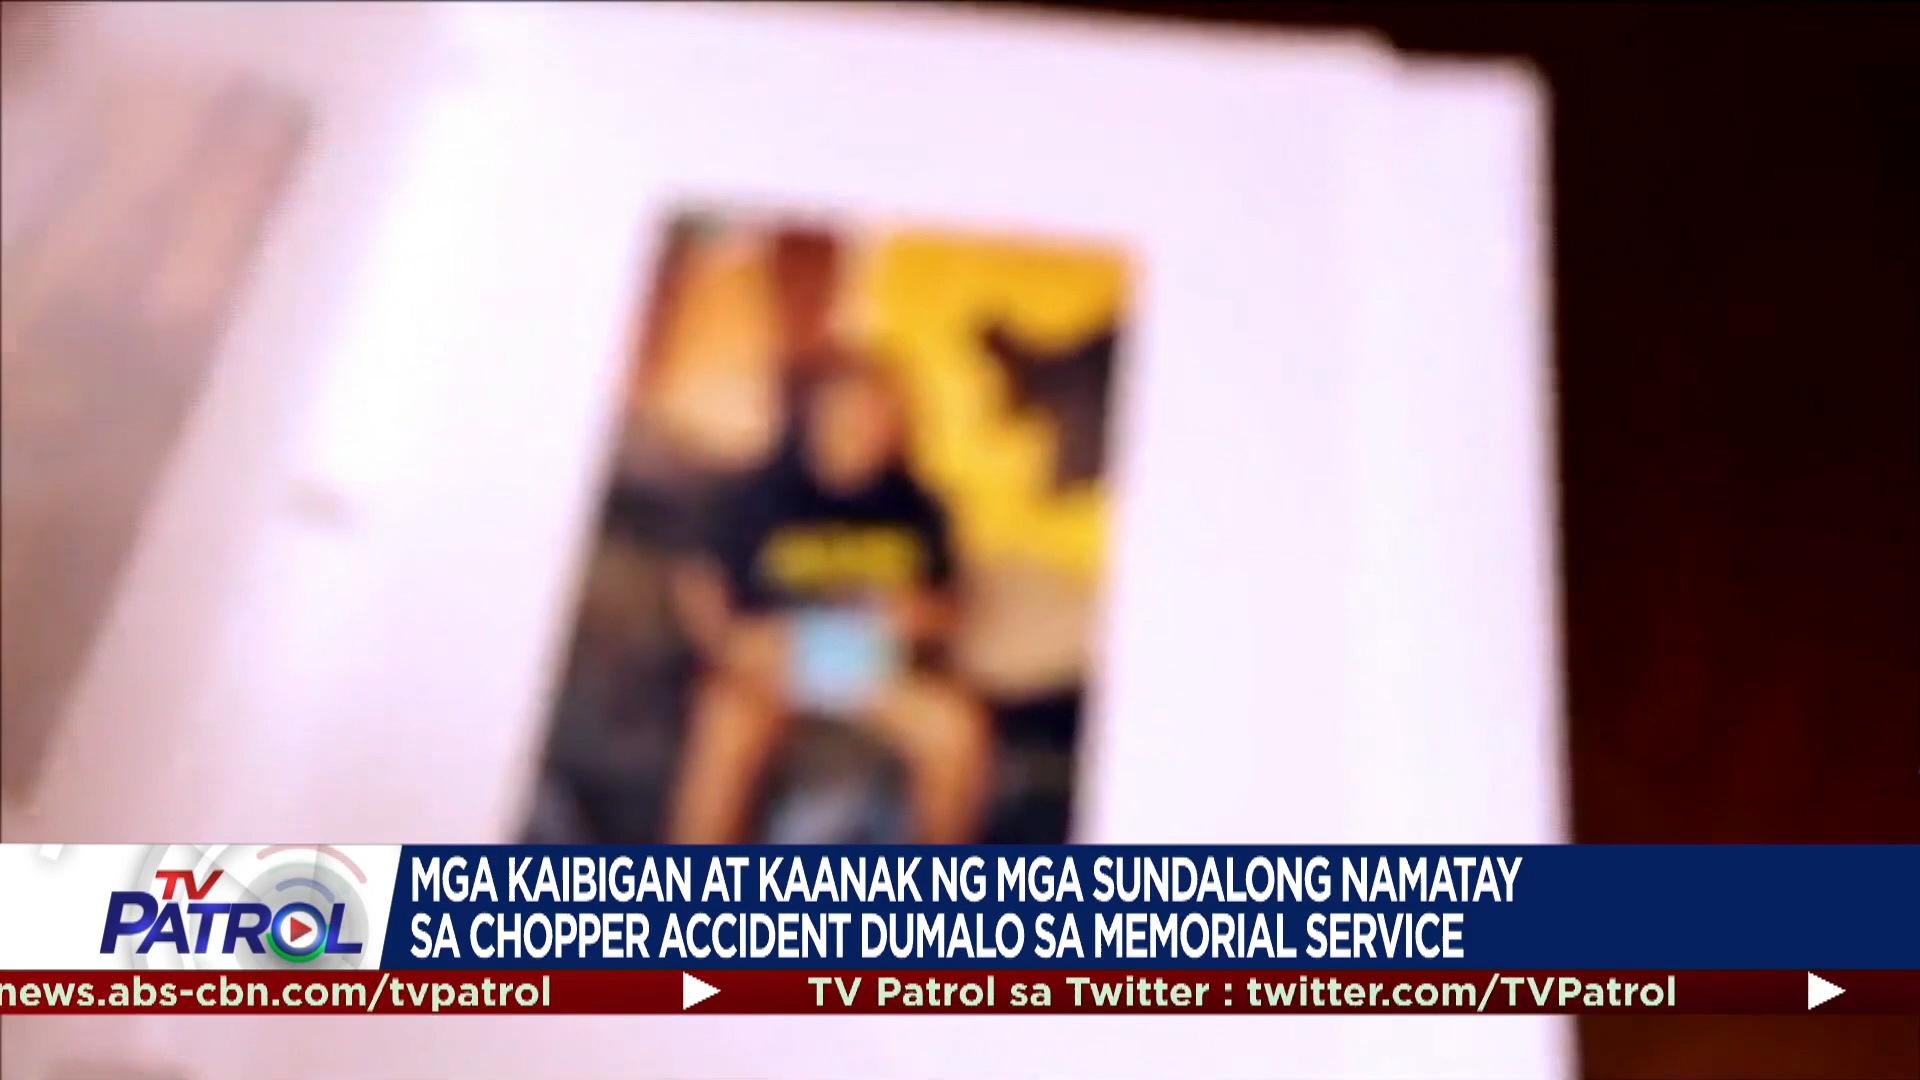 TV
PATROL
MGA KAIBIGAN AT KAANAK NG MGA SUNDALONG NAMATAY
SA CHOPPER ACCIDENT DUMALO SA MEMORIAL SERVICE
news.abs-cbn.com/tvpatrol
TV Patrol sa Twitter : twitter.com/TVPatrol